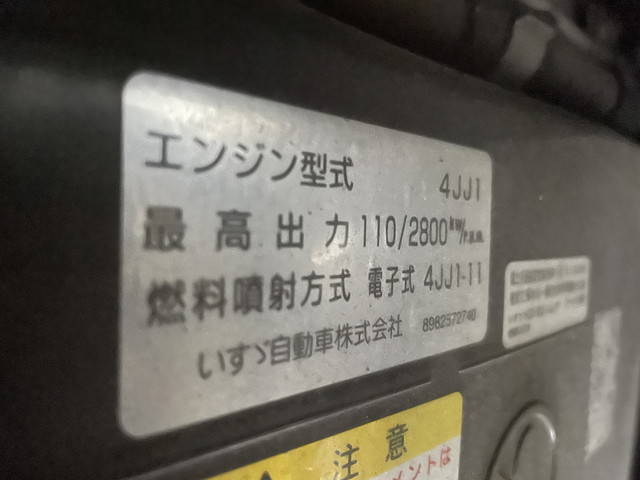 エンジン型式 4JJ1
最高出力 110/2800 kW/r.p.m.
燃料噴射方式 電子式 4JJ1-11
いすゞ自動車株式会社 8982572740
注意
メントは